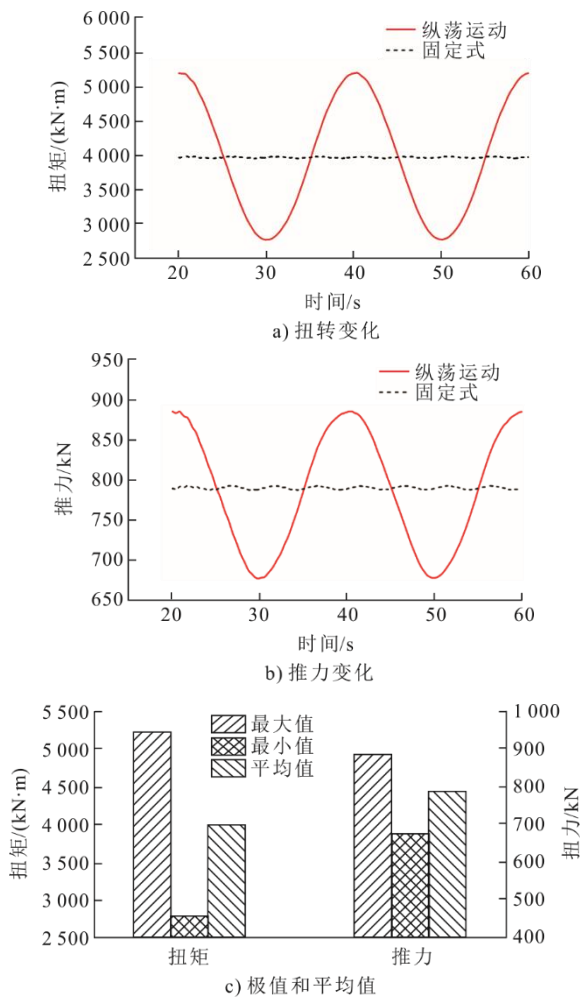 6 000
5 500
5 000
4 500
4 000
3 500
3 000
2 500
扭矩/(kN·m)
纵荡运动
固定式
20 30 40 50 60
时间/s
a) 扭转变化
950
900
850
800
750
700
650
推力/kN
纵荡运动
固定式
20 30 40 50 60
时间/s
b) 推力变化
5 500
5 000
4 500
4 000
3 500
3 000
2 500
扭矩/(kN·m)
最大值
最小值
平均值
1 000
900
800
700
600
500
400
扭力/kN
扭矩 推力
c) 极值和平均值